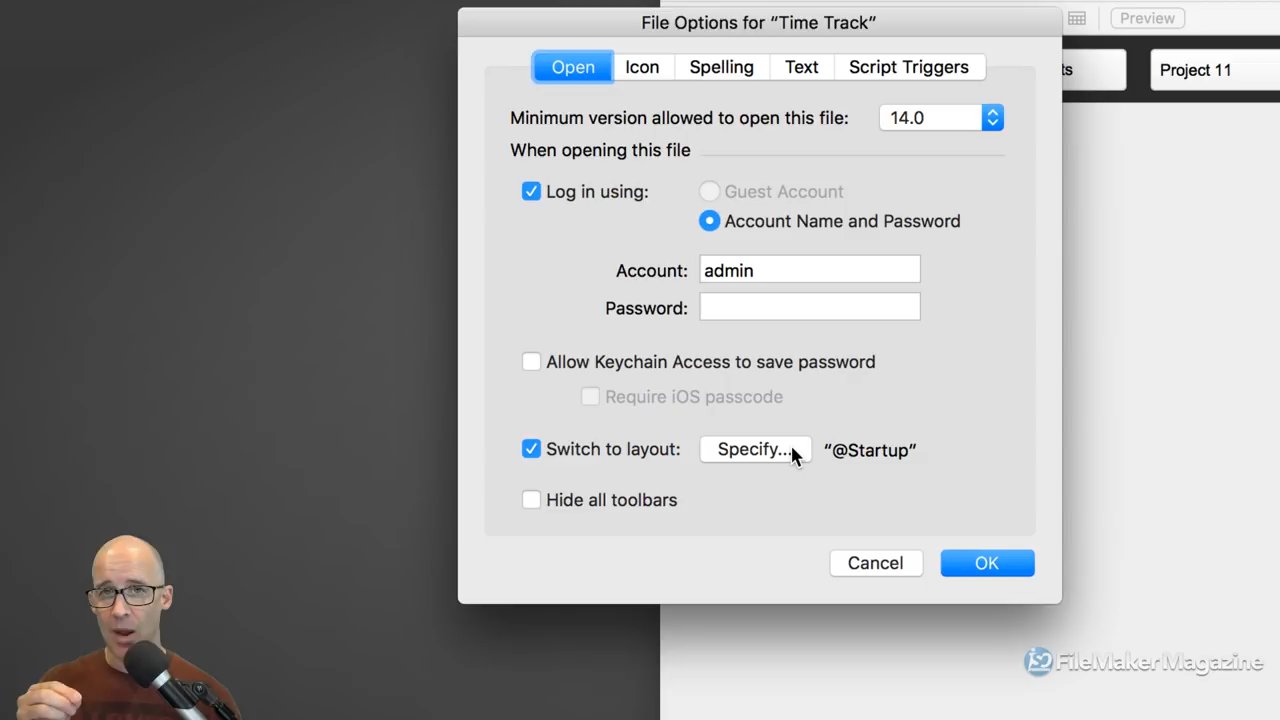 File Options for “Time Track”
Preview
Open Icon Spelling Text Script Triggers
ts
Project 11
Minimum version allowed to open this file: 14.0
When opening this file
Log in using: Guest Account
Account Name and Password
Account: admin
Password:
Allow Keychain Access to save password
Require iOS passcode
Switch to layout: Specify... “@Startup”
Hide all toolbars
Cancel OK
FileMakerMagazine